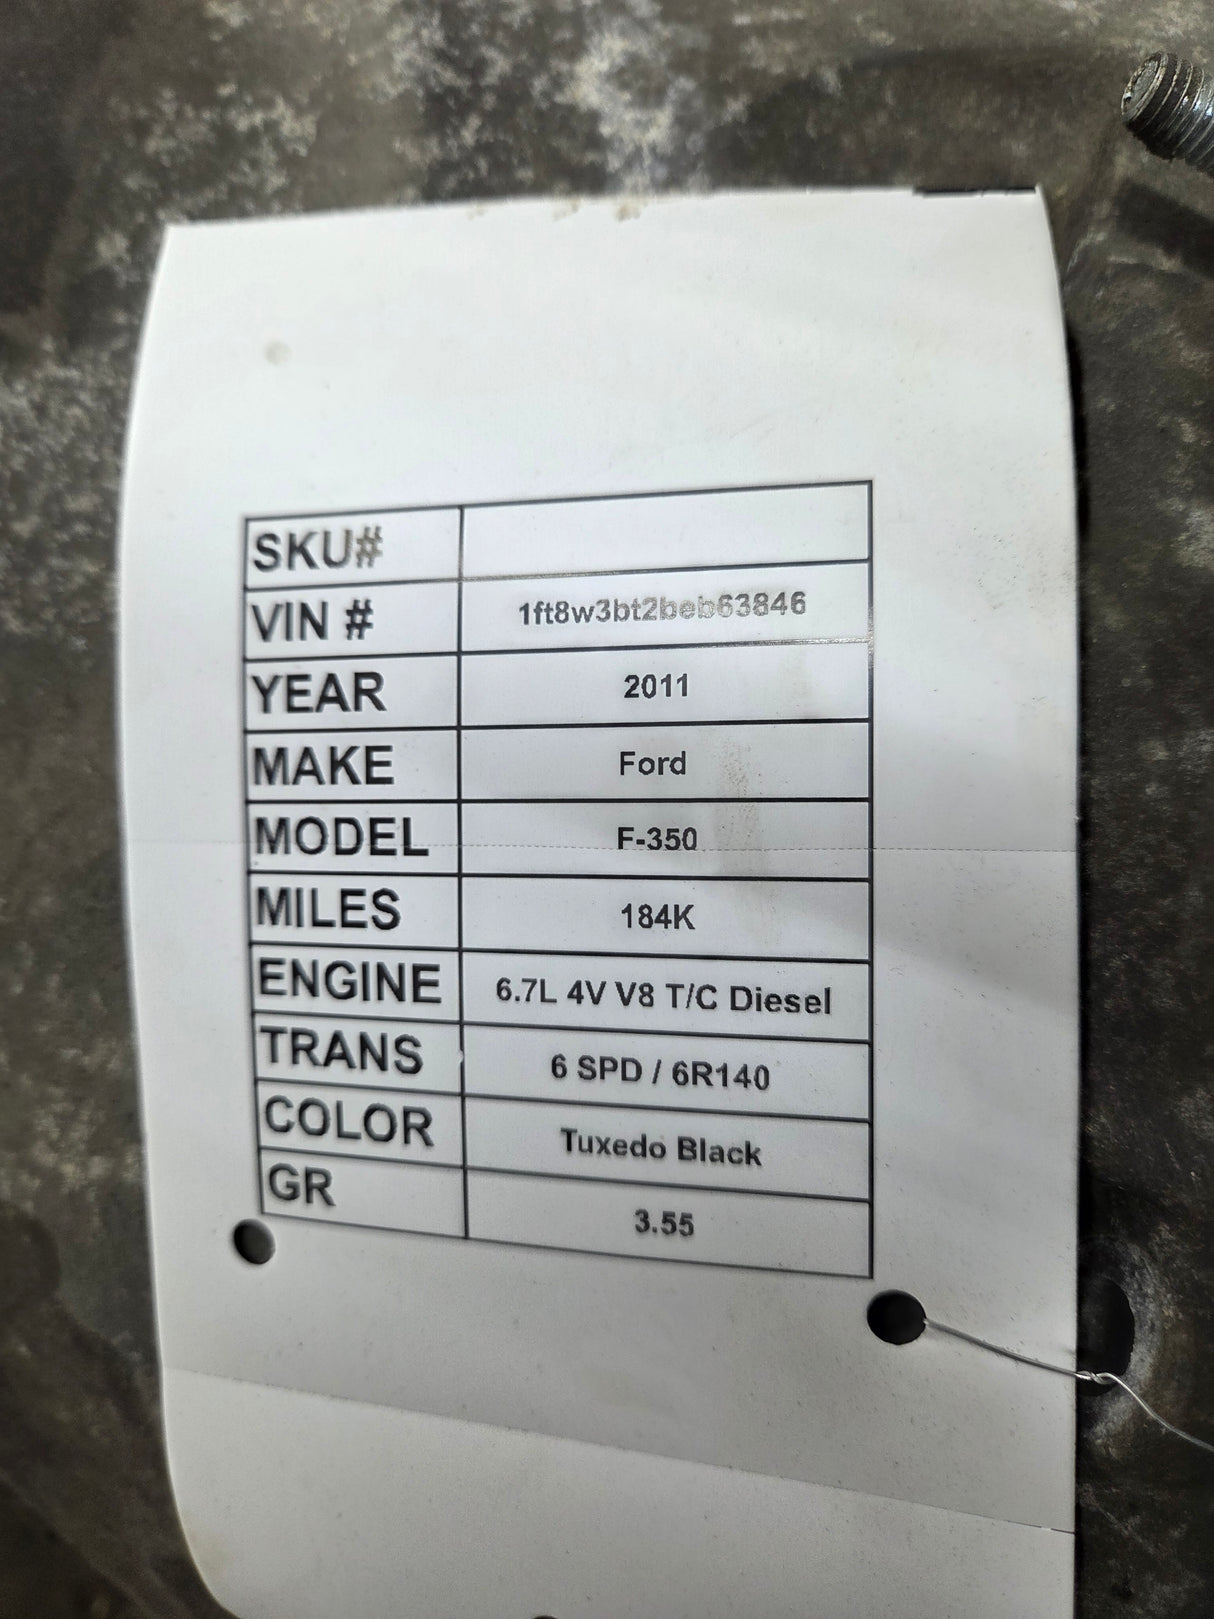 SKU#
VIN # 1ft8w3bt2beb63846
YEAR 2011
MAKE Ford
MODEL F-350
MILES 184K
ENGINE 6.7L 4V V8 T/C Diesel
TRANS 6 SPD / 6R140
COLOR Tuxedo Black
GR 3.55